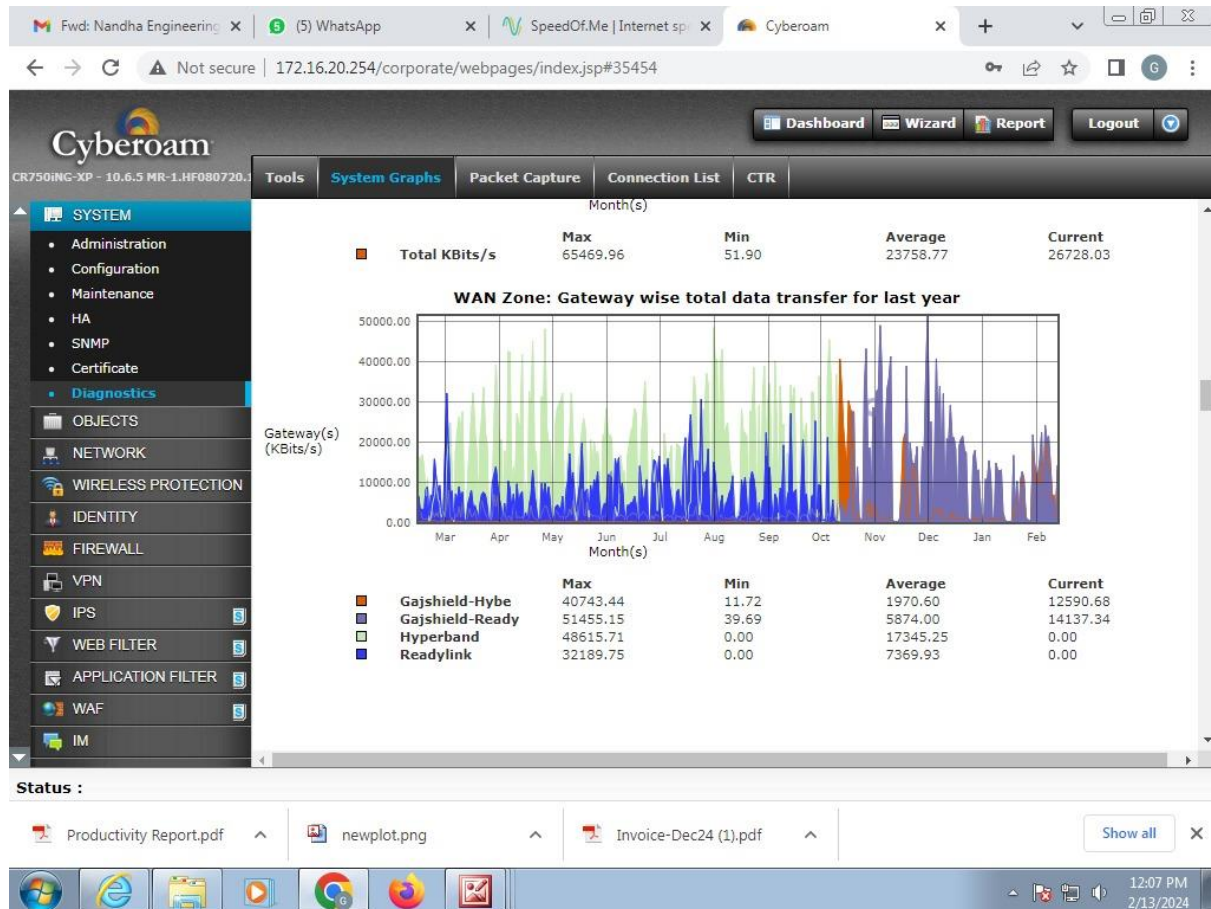 Fwd: Nandha Engineering
(5) WhatsApp
SpeedOf.Me | Internet sp
Cyberoam
Not secure | 172.16.20.254/corporate/webpages/index.jsp#35454
G
Cyberoam
Dashboard Wizard Report Logout
CR750iNG-XP - 10.6.5 MR-1.HF080720.1
Tools System Graphs Packet Capture Connection List CTR
SYSTEM
Administration
Configuration
Maintenance
HA
SNMP
Certificate
Diagnostics
OBJECTS
NETWORK
WIRELESS PROTECTION
IDENTITY
FIREWALL
VPN
IPS S
WEB FILTER S
APPLICATION FILTER S
WAF S
IM
Month(s)
Max Min Average Current
Total KBits/s 65469.96 51.90 23758.77 26728.03
WAN Zone: Gateway wise total data transfer for last year
50000.00
40000.00
30000.00
20000.00
10000.00
0.00
Gateway(s)
(KBits/s)
Mar Apr May Jun Jul Aug Sep Oct Nov Dec Jan Feb
Month(s)
Max Min Average Current
Gajshield-Hybe 40743.44 11.72 1970.60 12590.68
Gajshield-Ready 51455.15 39.69 5874.00 14137.34
Hyperband 48615.71 0.00 17345.25 0.00
Readylink 32189.75 0.00 7369.93 0.00
Status :
Productivity Report.pdf
newplot.png
Invoice-Dec24 (1).pdf
Show all
12:07 PM
2/13/2024